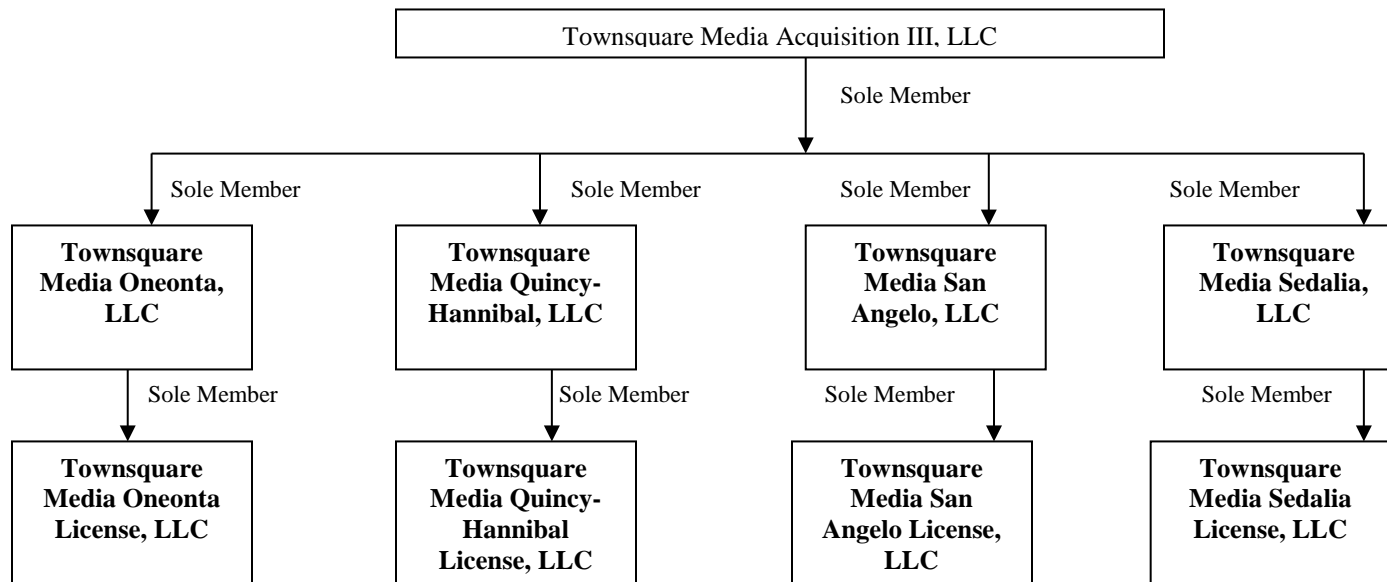 Townsquare Media Acquisition III, LLC
Sole Member
Sole Member
Sole Member
Sole Member
Sole Member
Townsquare
Media Oneonta,
LLC
Townsquare
Media Quincy-
Hannibal, LLC
Townsquare
Media San
Angelo, LLC
Townsquare
Media Sedalia,
LLC
Sole Member
Sole Member
Sole Member
Sole Member
Townsquare
Media Oneonta
License, LLC
Townsquare
Media Quincy-
Hannibal
License, LLC
Townsquare
Media San
Angelo License,
LLC
Townsquare
Media Sedalia
License, LLC